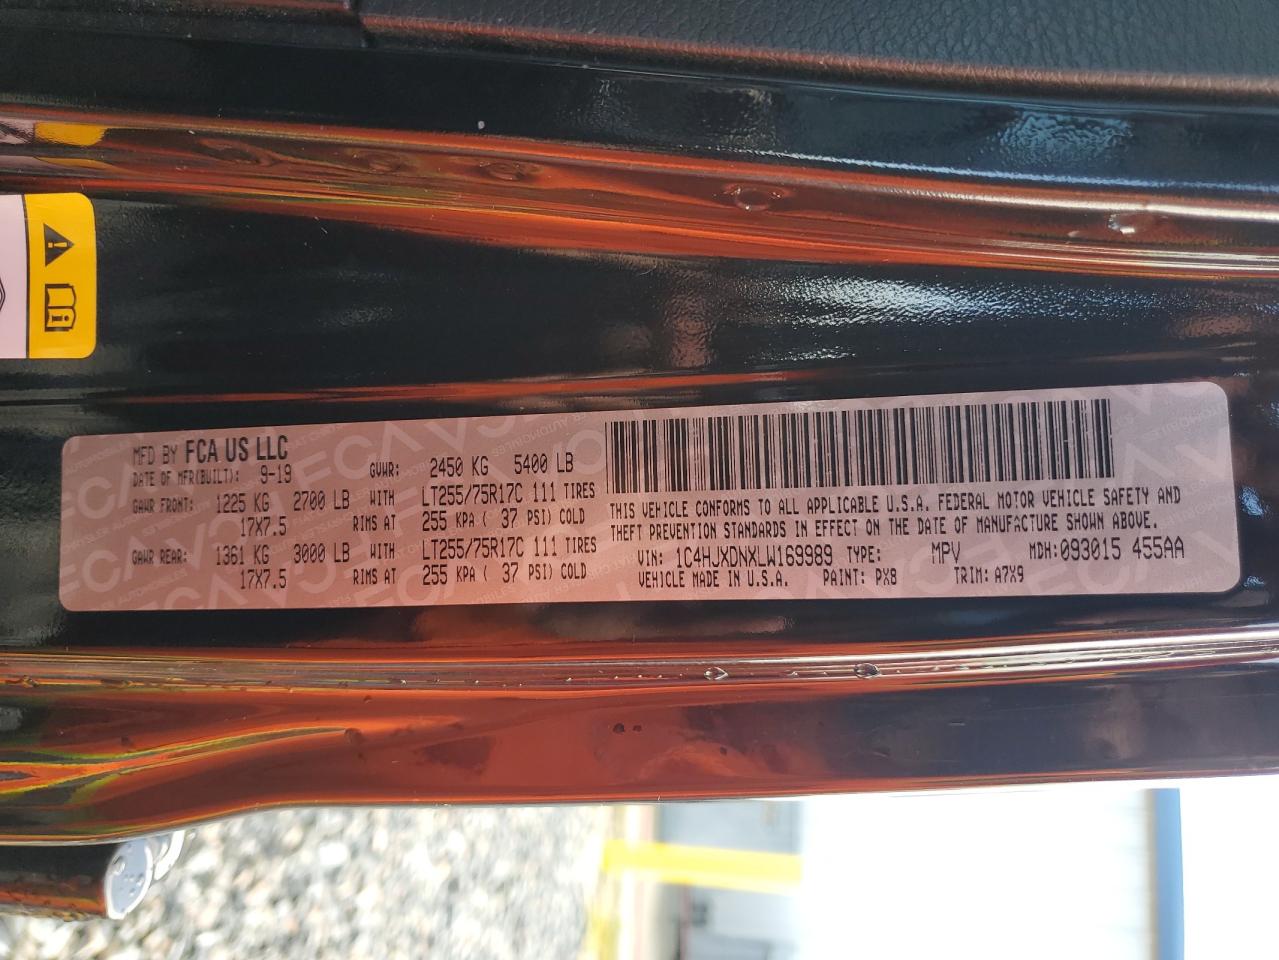 MFD BY FCA US LLC
DATE OF MFR(BUILT): 9-19 GVWR: 2450 KG 5400 LB
GAWR FRONT: 1225 KG 2700 LB WITH LT255/75R17C 111 TIRES
17X7.5 RIMS AT 255 KPA ( 37 PSI) COLD
GAWR REAR: 1361 KG 3000 LB WITH LT255/75R17C 111 TIRES
17X7.5 RIMS AT 255 KPA ( 37 PSI) COLD
THIS VEHICLE CONFORMS TO ALL APPLICABLE U.S.A. FEDERAL MOTOR VEHICLE SAFETY AND
THEFT PREVENTION STANDARDS IN EFFECT ON THE DATE OF MANUFACTURE SHOWN ABOVE.
VIN: 1C4HJXDNXLW169989 TYPE: MPV MDH: 093015 455AA
VEHICLE MADE IN U.S.A. PAINT: PX8 TRIM: A7X9